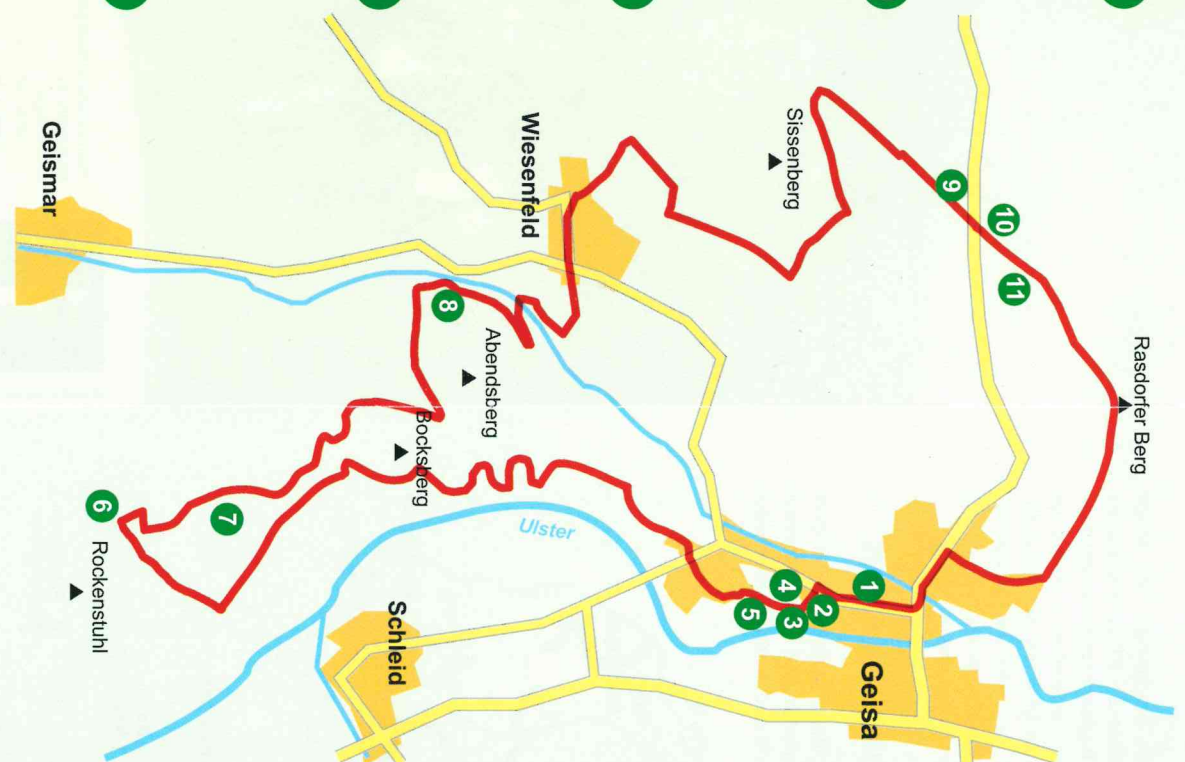 Rasdorfer Berg
10
11
9
Sissenberg
Geisa
1
2
3
4
5
Wiesenfeld
Ulster
Abendsberg
8
Bocksberg
Schleid
7
6
Rockenstuhl
Geismar